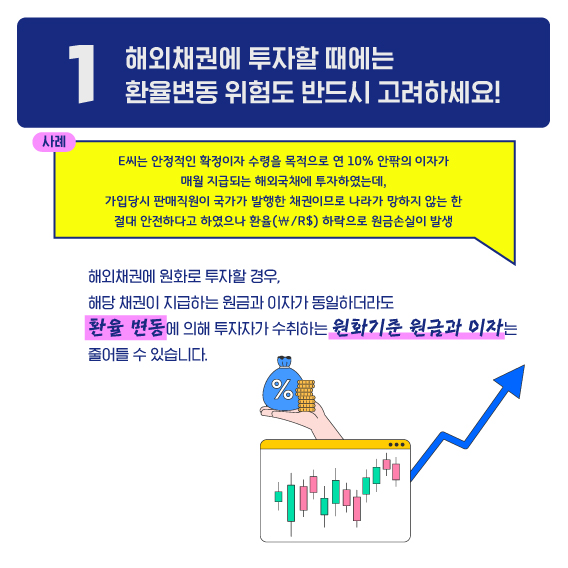 1
해외채권에 투자할 때에는
환율변동 위험도 반드시 고려하세요!
사례
E씨는 안정적인 확정이자 수령을 목적으로 연 10% 안팎의 이자가
매월 지급되는 해외국채에 투자하였는데,
가입당시 판매직원이 국가가 발행한 채권이므로 나라가 망하지 않는 한
절대 안전하다고 하였으나 환율(₩/R$) 하락으로 원금손실이 발생
해외채권에 원화로 투자할 경우,
해당 채권이 지급하는 원금과 이자가 동일하더라도
환율 변동에 의해 투자자가 수취하는 원화기준 원금과 이자는
줄어들 수 있습니다.
%